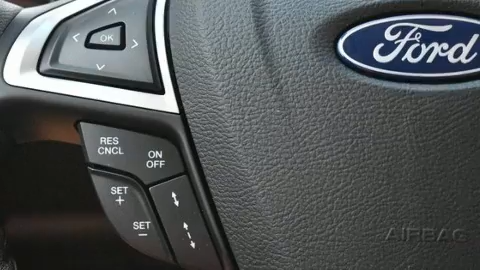 OK
Ford
RES
CNCL
ON
OFF
SET
+
SET
−
AIRBAG